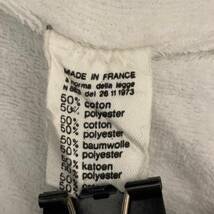 MADE IN FRANCE
a norma della legge
del 26 11 1973
50% coton
50% polyester
50% cotton
50% polyester
50% baumwolle
50% polyester
50% katoen
50% polyester
50%